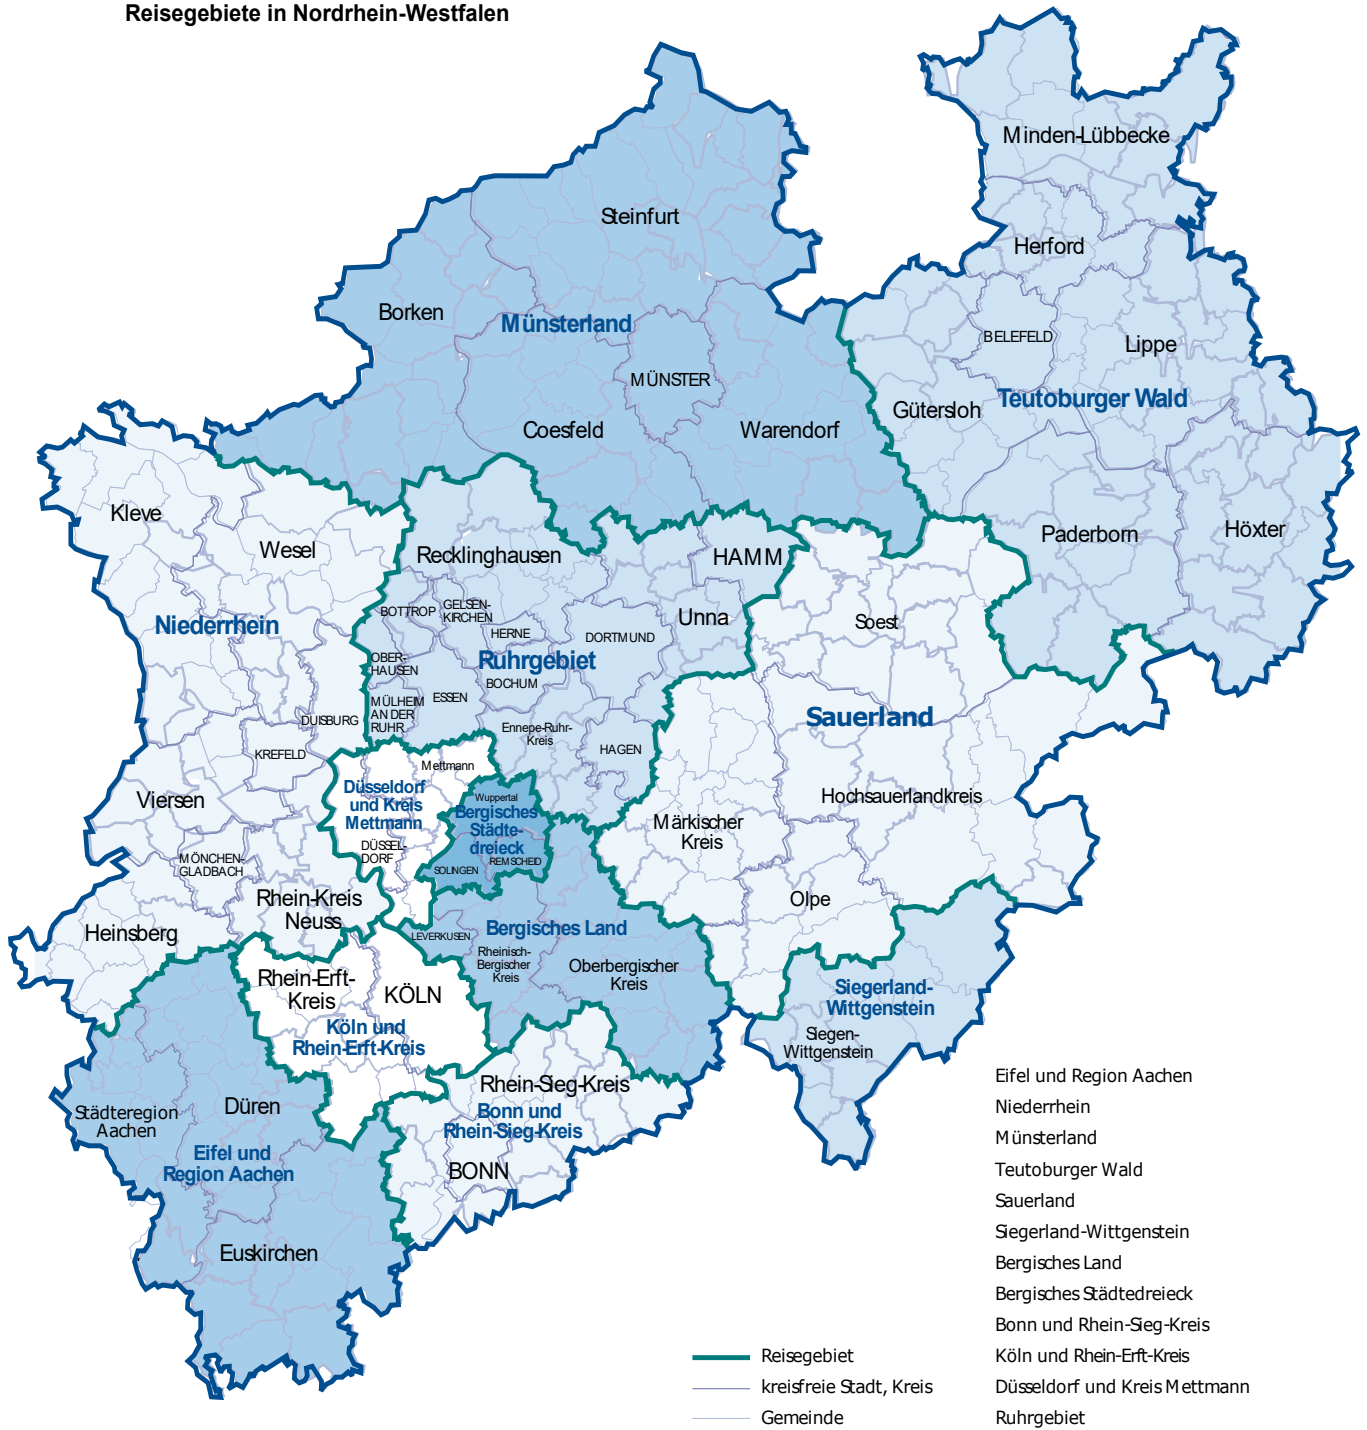 Reisegebiete in Nordrhein-Westfalen
Minden-Lübbecke
Steinfurt
Herford
Borken
Münsterland
BELEFELD
Lippe
MÜNSTER
Teutoburger Wald
Gütersloh
Coesfeld
Warendorf
Kleve
Wesel
Recklinghausen
HAMM
Paderborn
Höxter
Niederrhein
BOTTROP
GELSEN-
KIRCHEN
HERNE
DORTMUND
Unna
Soest
OBER-
HAUSEN
Ruhrgebiet
BOCHUM
ESSEN
MÜLHEIM
AN DER
RUHR
DUISBURG
Ennepe-Ruhr-
Kreis
HAGEN
Sauerland
KREFELD
Mettmann
Düsseldorf
und Kreis
Mettmann
Viersen
Wuppertal
Bergisches
Städte-
dreieck
Hochsauerlandkreis
Märkischer
Kreis
DÜSSEL-
DORF
MÖNCHEN-
GLADBACH
SOLINGEN
REMSCHEID
Rhein-Kreis
Neuss
Olpe
Heinsberg
LEVERKUSEN
Bergisches Land
Rheinisch-
Bergischer
Kreis
Oberbergischer
Kreis
Rhein-Erft-
Kreis
KÖLN
Siegerland-
Wittgenstein
Köln und
Rhein-Erft-Kreis
Siegen-
Wittgenstein
Rhein-Sieg-Kreis
Bonn und
Rhein-Sieg-Kreis
Städteregion
Aachen
Düren
Eifel und
Region Aachen
BONN
Euskirchen
Eifel und Region Aachen
Niederrhein
Münsterland
Teutoburger Wald
Sauerland
Siegerland-Wittgenstein
Bergisches Land
Bergisches Städtedreieck
Bonn und Rhein-Sieg-Kreis
Köln und Rhein-Erft-Kreis
Düsseldorf und Kreis Mettmann
Ruhrgebiet
Reisegebiet
kreisfreie Stadt, Kreis
Gemeinde